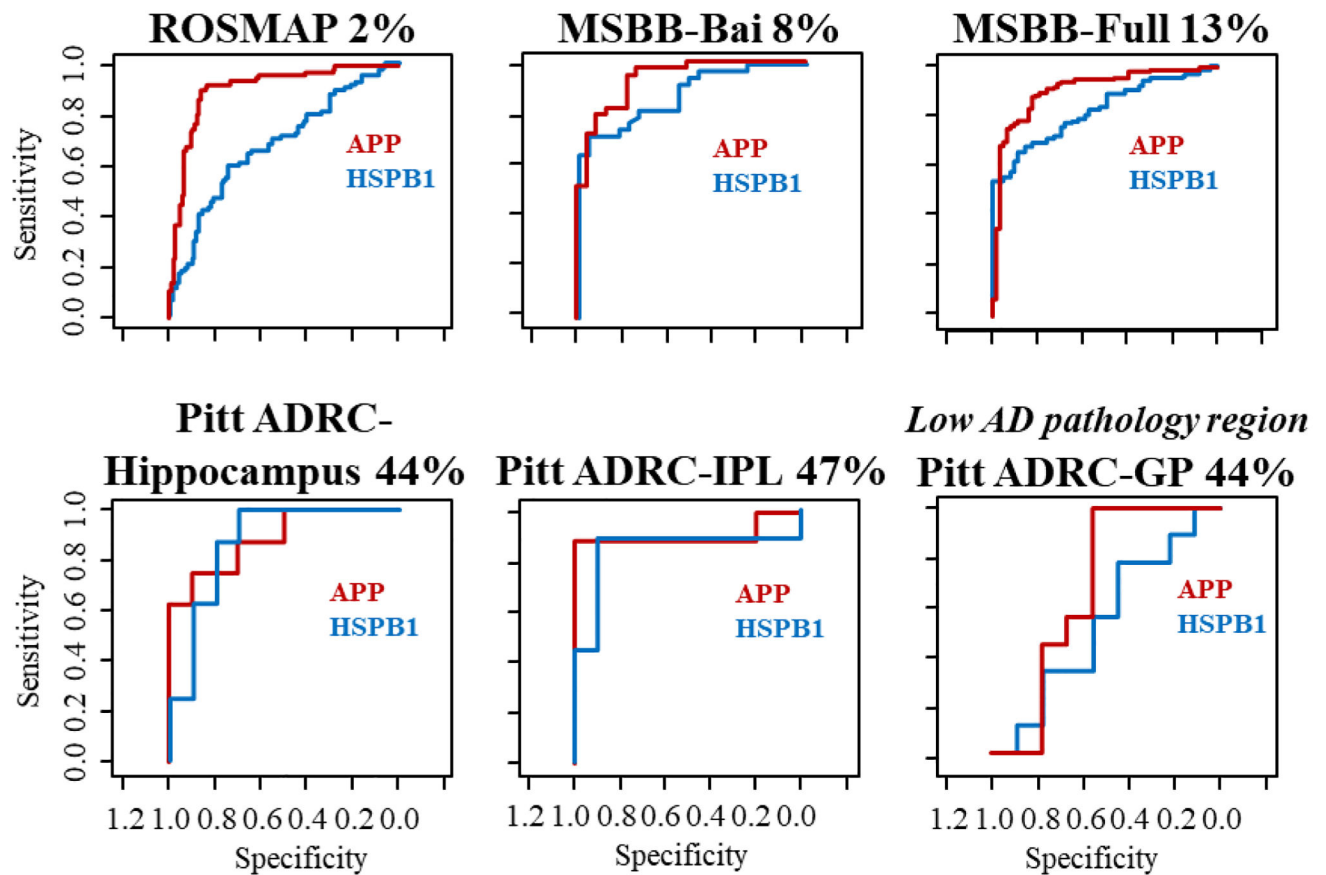 ROSMAP 2%
MSBB-Bai 8%
MSBB-Full 13%
Sensitivity
0.0 0.2 0.4 0.6 0.8 1.0
APP
HSPB1
APP
HSPB1
APP
HSPB1
Pitt ADRC-
Hippocampus 44%
Pitt ADRC-IPL 47%
Low AD pathology region
Pitt ADRC-GP 44%
Sensitivity
0.0 0.2 0.4 0.6 0.8 1.0
APP
HSPB1
APP
HSPB1
APP
HSPB1
1.2 1.0 0.8 0.6 0.4 0.2 0.0
1.2 1.0 0.8 0.6 0.4 0.2 0.0
1.2 1.0 0.8 0.6 0.4 0.2 0.0
Specificity
Specificity
Specificity